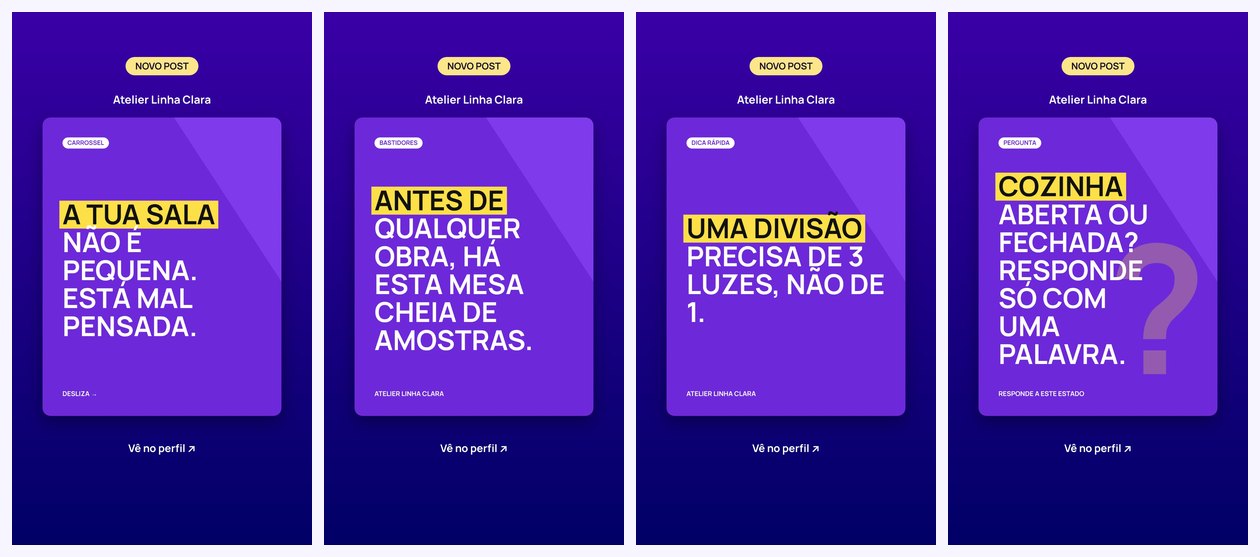 NOVO POST
Atelier Linha Clara
CARROSSEL
A TUA SALA
NÃO É
PEQUENA.
ESTÁ MAL
PENSADA.
DESLIZA →
Vê no perfil ↗
NOVO POST
Atelier Linha Clara
BASTIDORES
ANTES DE
QUALQUER
OBRA, HÁ
ESTA MESA
CHEIA DE
AMOSTRAS.
ATELIER LINHA CLARA
Vê no perfil ↗
NOVO POST
Atelier Linha Clara
DICA RÁPIDA
UMA DIVISÃO
PRECISA DE 3
LUZES, NÃO DE
1.
ATELIER LINHA CLARA
Vê no perfil ↗
NOVO POST
Atelier Linha Clara
PERGUNTA
COZINHA
ABERTA OU
FECHADA?
RESPONDE
SÓ COM
UMA
PALAVRA.
?
RESPONDE A ESTE ESTADO
Vê no perfil ↗